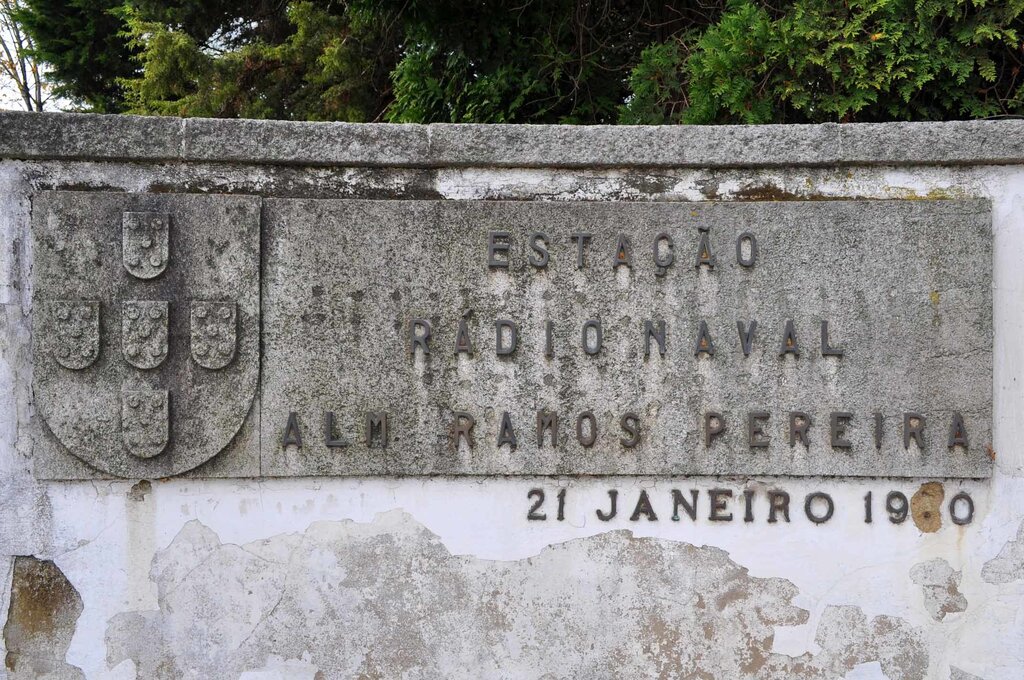 ESTAÇÃO
RÁDIO NAVAL
ALM RAMOS PEREIRA
21 JANEIRO